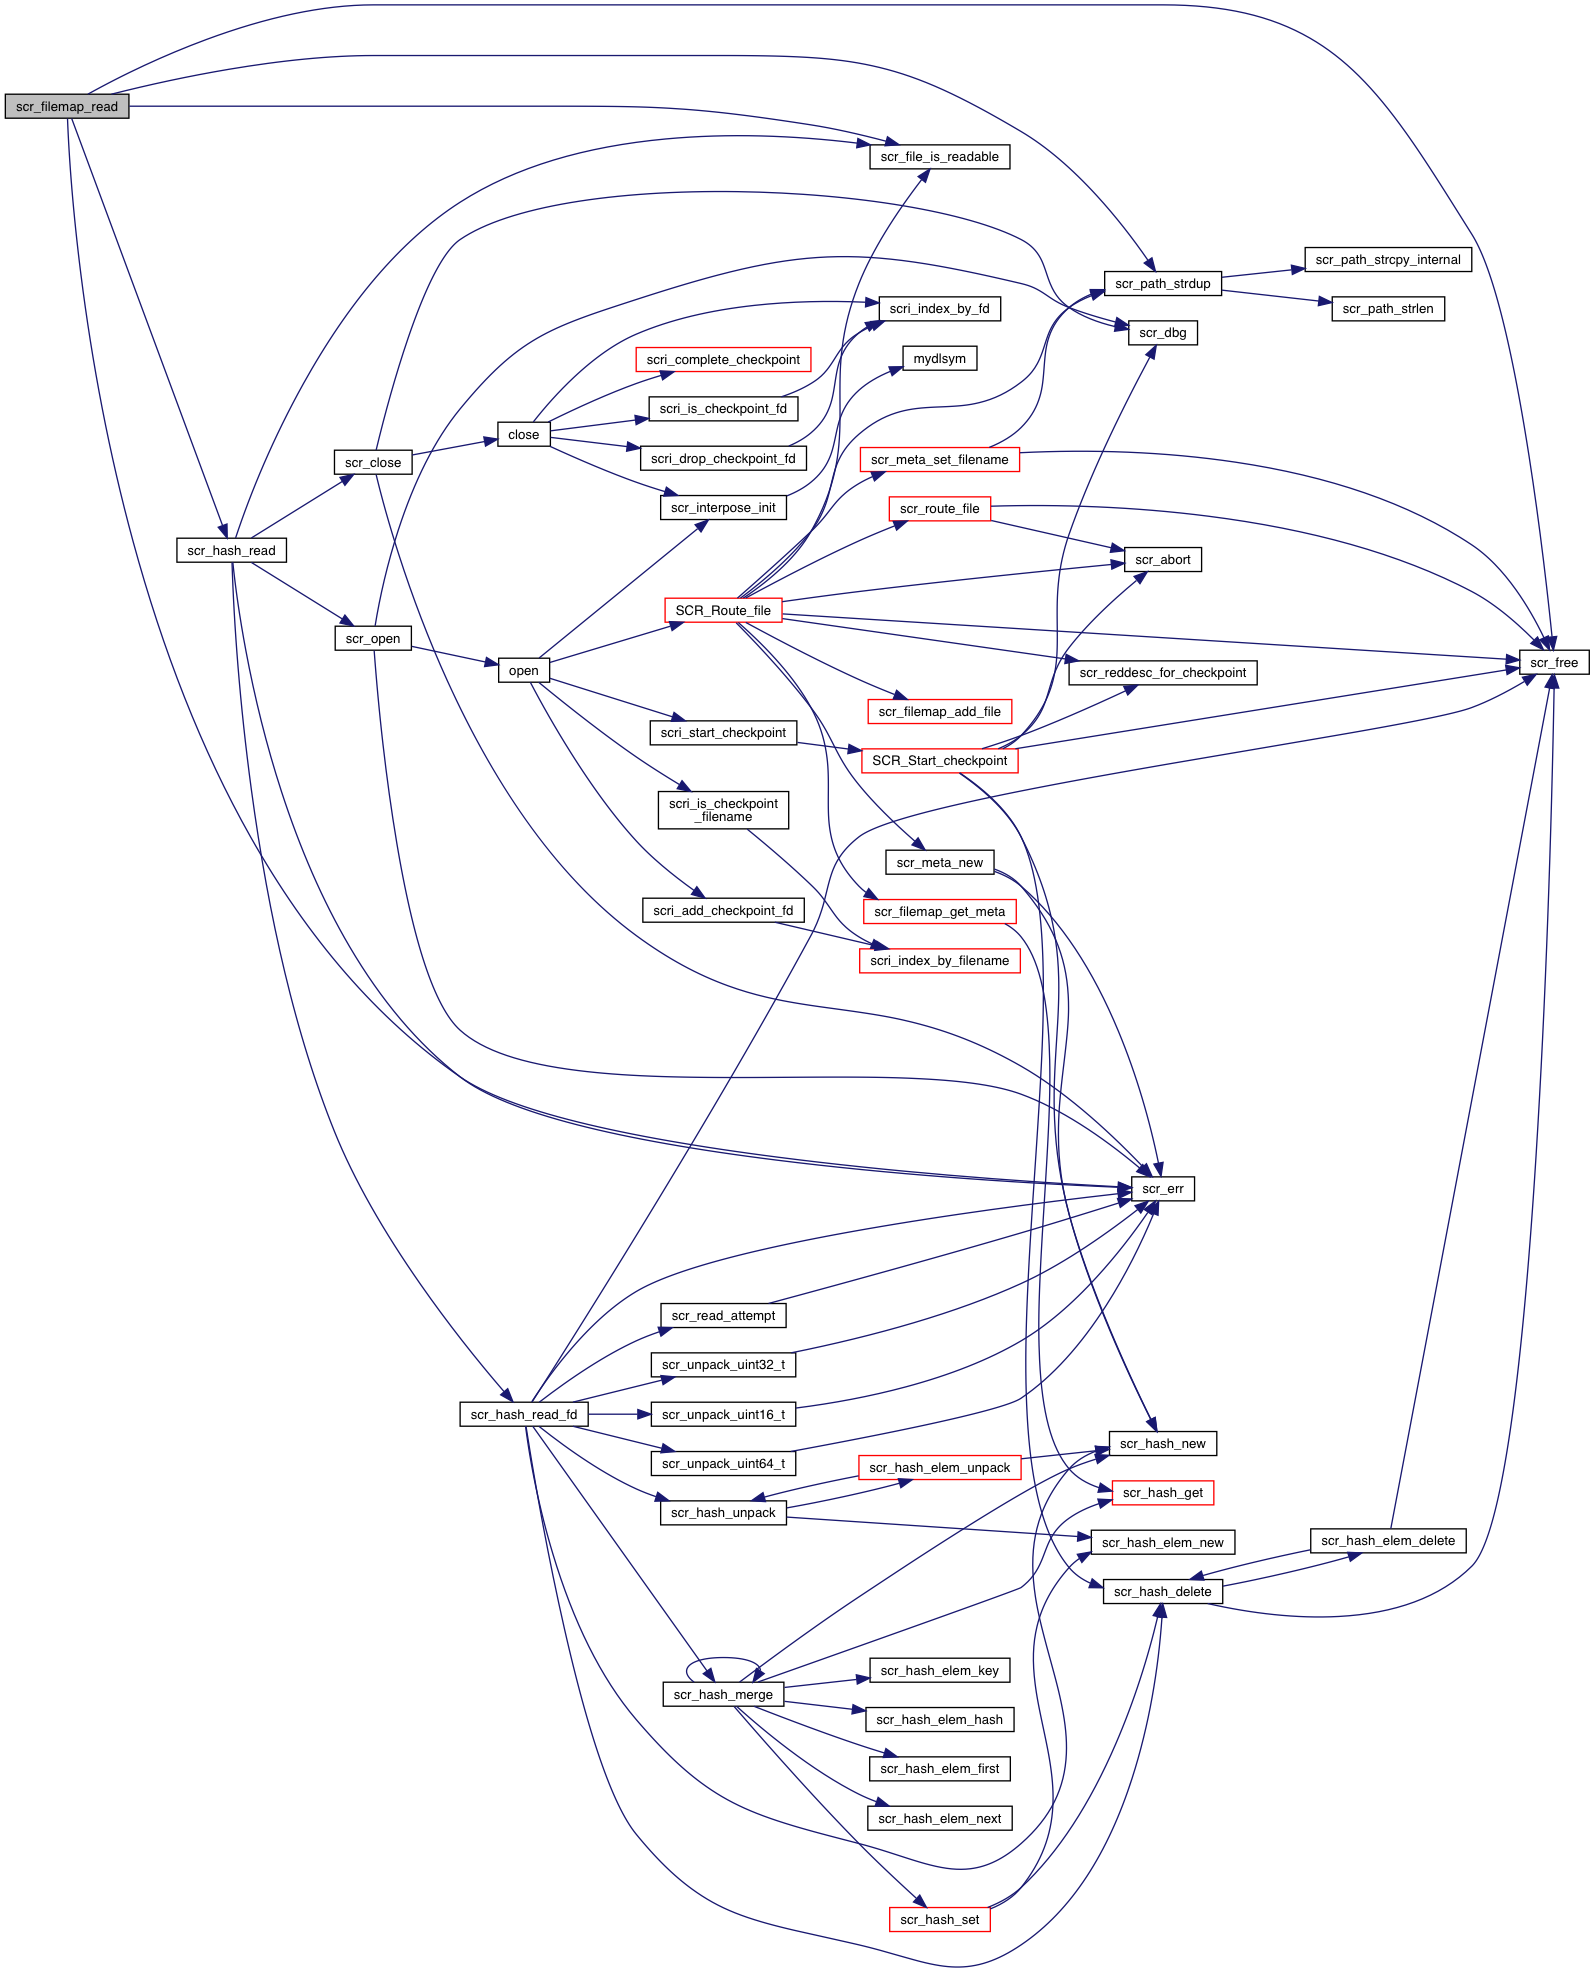 scr_filemap_read
scr_file_is_readable
scr_path_strcpy_internal
scr_path_strdup
scri_index_by_fd
scr_path_strlen
scr_dbg
scri_complete_checkpoint
mydlsym
scri_is_checkpoint_fd
close
scri_drop_checkpoint_fd
scr_close
scr_meta_set_filename
scr_interpose_init
scr_route_file
scr_hash_read
scr_abort
SCR_Route_file
scr_open
open
scr_free
scr_reddesc_for_checkpoint
scr_filemap_add_file
scri_start_checkpoint
SCR_Start_checkpoint
scri_is_checkpoint
_filename
scr_meta_new
scri_add_checkpoint_fd
scr_filemap_get_meta
scri_index_by_filename
scr_err
scr_read_attempt
scr_unpack_uint32_t
scr_hash_read_fd
scr_unpack_uint16_t
scr_hash_new
scr_unpack_uint64_t
scr_hash_elem_unpack
scr_hash_get
scr_hash_unpack
scr_hash_elem_new
scr_hash_elem_delete
scr_hash_delete
scr_hash_elem_key
scr_hash_merge
scr_hash_elem_hash
scr_hash_elem_first
scr_hash_elem_next
scr_hash_set